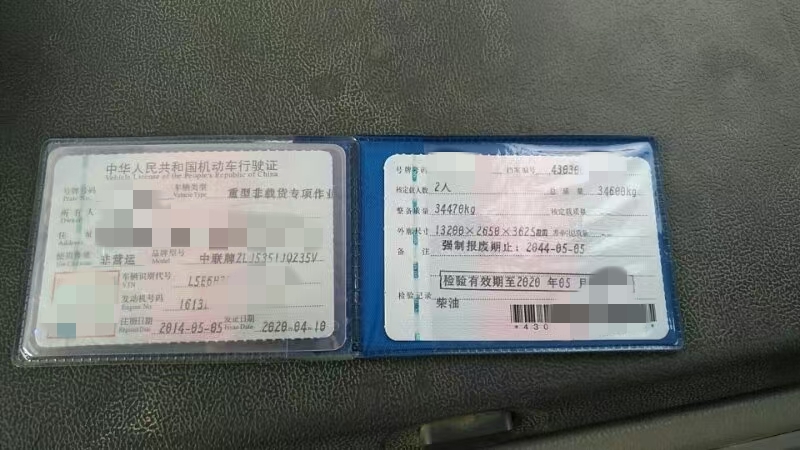 中华人民共和国机动车行驶证
Vehicle License of the People's Republic of China
号牌号码
Plate No.
车辆类型
Vehicle Type
重型非载货专项作业
所有人
Owner
住址
Address
使用性质
Use Character
非营运
品牌型号
Model
中联牌ZLJ5351JQZ35V
车辆识别代号
VIN
发动机号码
Engine No.
1613
注册日期
Register Date
2014-05-05
发证日期
Issue Date
2020-04-10
号牌号码
档案编号
43030
核定载人数
2人
总质量
34600kg
整备质量
34470kg
核定载质量
外廓尺寸
13200×2650×3625
准牵引总质量
备注
强制报废期止：2044-05-05
检验有效期至2020 年05 月
检验记录
柴油
*430